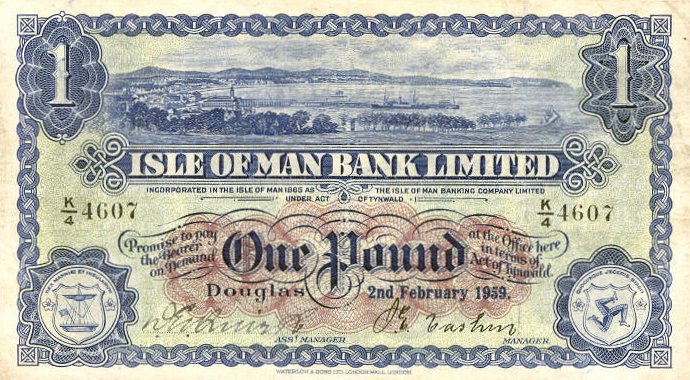 1 1
ISLE OF MAN BANK LIMITED
INCORPORATED IN THE ISLE OF MAN 1865 AS THE ISLE OF MAN BANKING COMPANY LIMITED
UNDER ACT OF TYNWALD
K/4 4607 K/4 4607
Promise to pay
the Bearer
on Demand
One Pound
at the Office here
in terms of
Act of Tynwald.
Douglas 2nd February 1959.
ASST MANAGER. MANAGER.
WATERLOW & SONS LTD. LONDON WALL, LONDON